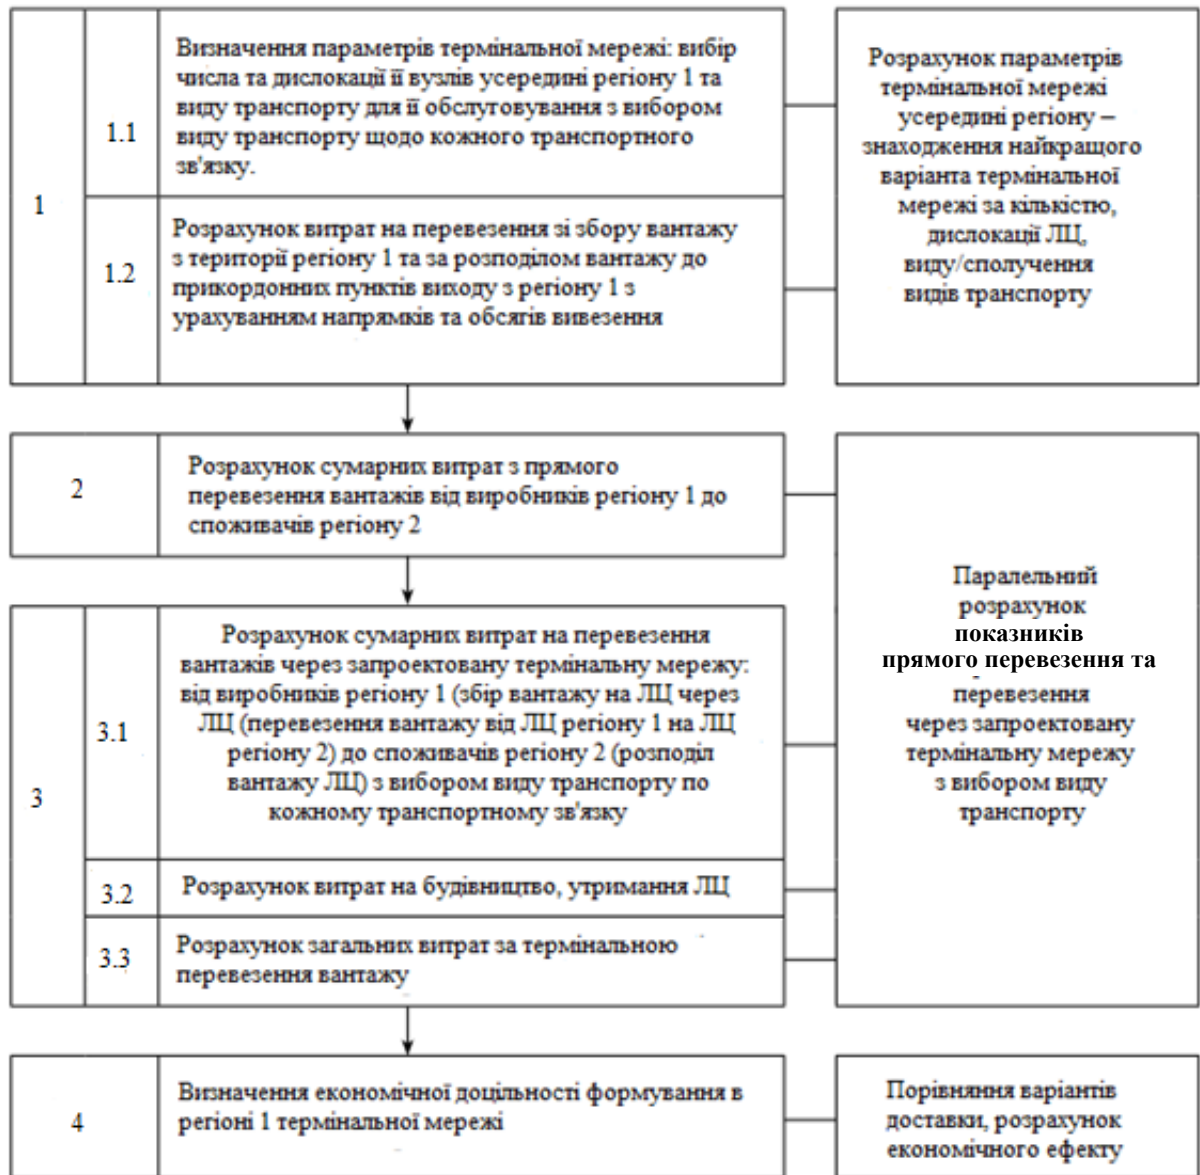 1
1.1
Визначення параметрів термінальної мережі: вибір
числа та дислокації її вузлів усередині регіону 1 та
виду транспорту для її обслуговування з вибором
виду транспорту щодо кожного транспортного
зв'язку.
1.2
Розрахунок витрат на перевезення зі збору вантажу
з території регіону 1 та за розподілом вантажу до
прикордонних пунктів виходу з регіону 1 з
урахуванням напрямків та обсягів вивезення
Розрахунок параметрів
термінальної мережі
усередині регіону –
знаходження найкращого
варіанта термінальної
мережі за кількістю,
дислокації ЛЦ,
виду/сполучення
видів транспорту
2
Розрахунок сумарних витрат з прямого
перевезення вантажів від виробників регіону 1 до
споживачів регіону 2
3
3.1
Розрахунок сумарних витрат на перевезення
вантажів через запроектовану термінальну мережу:
від виробників регіону 1 (збір вантажу на ЛЦ через
ЛЦ (перевезення вантажу від ЛЦ регіону 1 на ЛЦ
регіону 2) до споживачів регіону 2 (розподіл
вантажу ЛЦ) з вибором виду транспорту по
кожному транспортному зв'язку
3.2
Розрахунок витрат на будівництво, утримання ЛЦ
3.3
Розрахунок загальних витрат за термінальною
перевезення вантажу
Паралельний
розрахунок
показників
прямого перевезення та
перевезення
через запроектовану
термінальну мережу
з вибором виду
транспорту
4
Визначення економічної доцільності формування в
регіоні 1 термінальної мережі
Порівняння варіантів
доставки, розрахунок
економічного ефекту